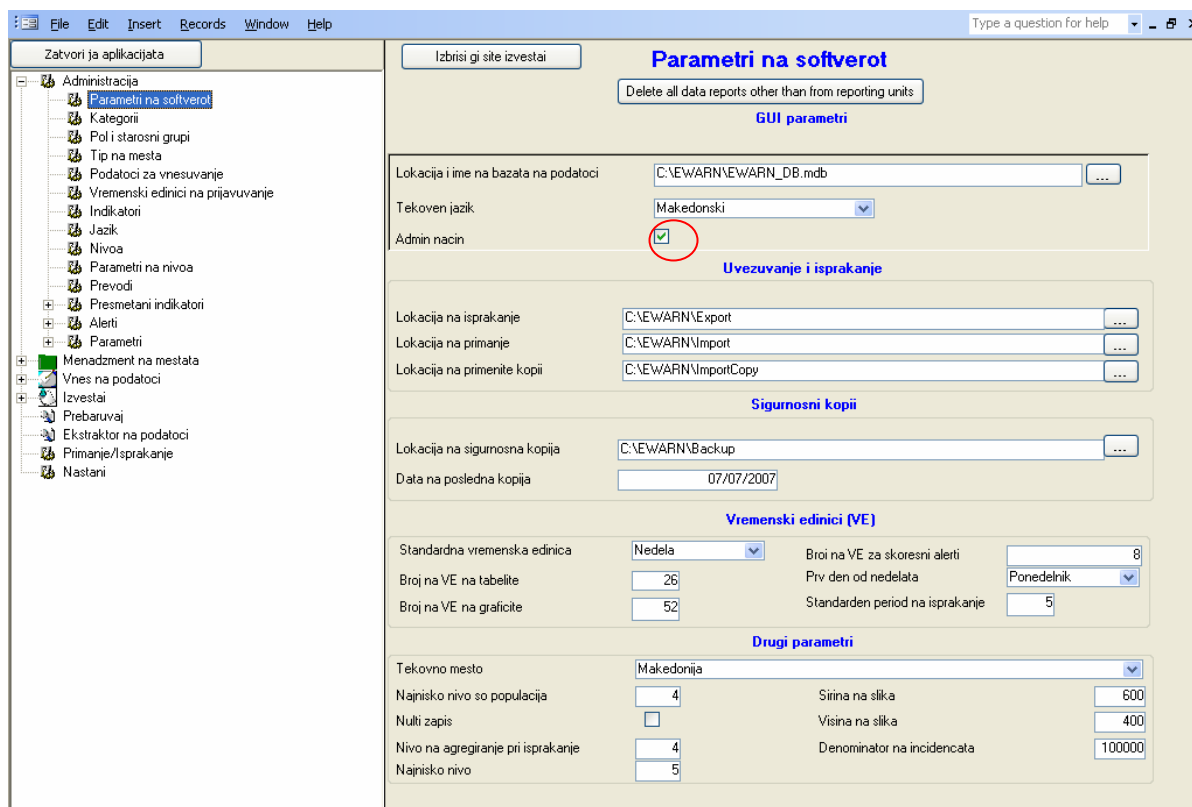 File Edit Insert Records Window Help Type a question for help
Zatvori ja aplikacijata
Administracija
Parametri na softverot
Kategorii
Pol i starosni grupi
Tip na mesta
Podatoci za vnesuvanje
Vremenski edinici na prijavuvanje
Indikatori
Jazik
Nivoa
Parametri na nivoa
Prevodi
Presmetani indikatori
Alerti
Parametri
Menadzment na mestata
Vnes na podatoci
Izvestai
Prebaruvaj
Ekstraktor na podatoci
Primanje/Isprakanje
Nastani
Izbrisi gi site izvestai
Parametri na softverot
Delete all data reports other than from reporting units
GUI parametri
Lokacija i ime na bazata na podatoci C:\EWARN\EWARN_DB.mdb ...
Tekoven jazik Makedonski
Admin nacin
Uvezuvanje i isprakanje
Lokacija na isprakanje C:\EWARN\Export ...
Lokacija na primanje C:\EWARN\Import ...
Lokacija na primenite kopii C:\EWARN\ImportCopy ...
Sigurnosni kopii
Lokacija na sigurnosna kopija C:\EWARN\Backup ...
Data na posledna kopija 07/07/2007
Vremenski edinici (VE)
Standardna vremenska edinica Nedela Broi na VE za skoresni alerti 8
Broj na VE na tabelite 26 Prv den od nedelata Ponedelnik
Broj na VE na graficite 52 Standarden period na isprakanje 5
Drugi parametri
Tekovno mesto Makedonija
Najnisko nivo so populacija 4 Sirina na slika 600
Nulti zapis Visina na slika 400
Nivo na agregiranje pri isprakanje 4 Denominator na incidencata 100000
Najnisko nivo 5